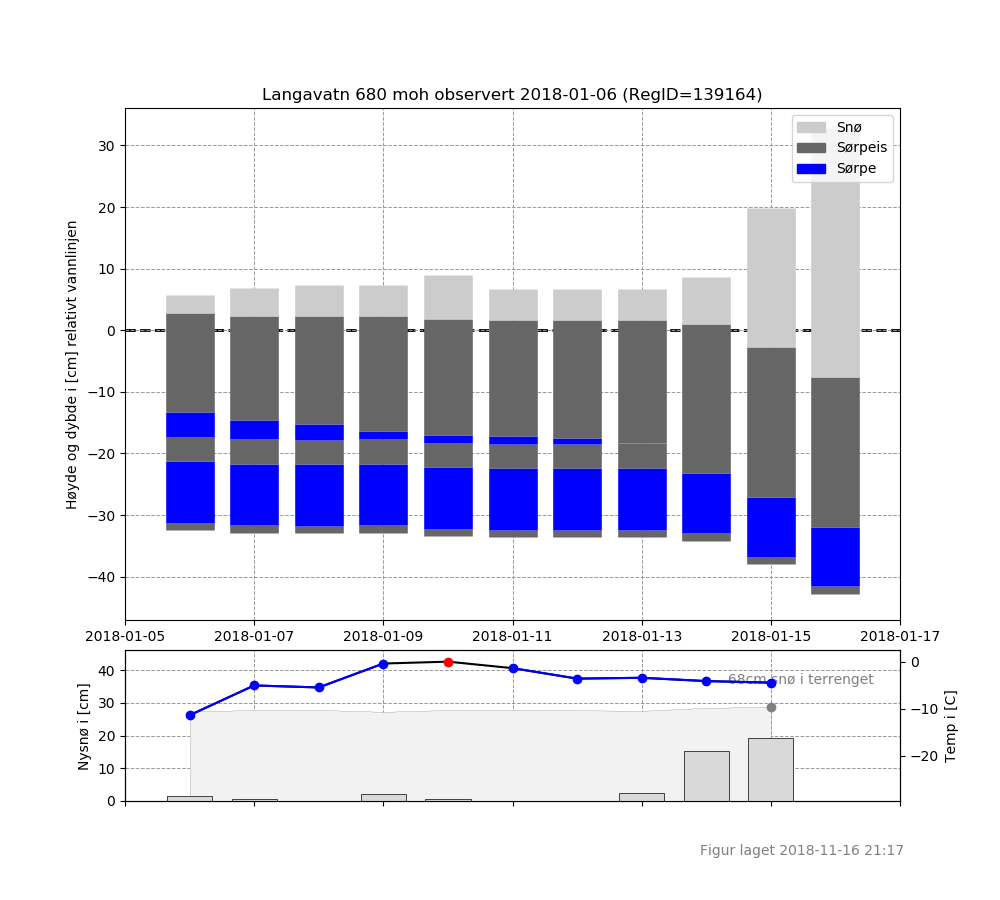 Langavatn 680 moh observert 2018-01-06 (RegID=139164)
Snø
Sørpeis
Sørpe
Høyde og dybde i [cm] relativt vannlinjen
30
20
10
0
−10
−20
−30
−40
2018-01-05 2018-01-07 2018-01-09 2018-01-11 2018-01-13 2018-01-15 2018-01-17
Nysnø i [cm]
40
30
20
10
0
68cm snø i terrenget
0
−10
−20
Temp i [C]
Figur laget 2018-11-16 21:17